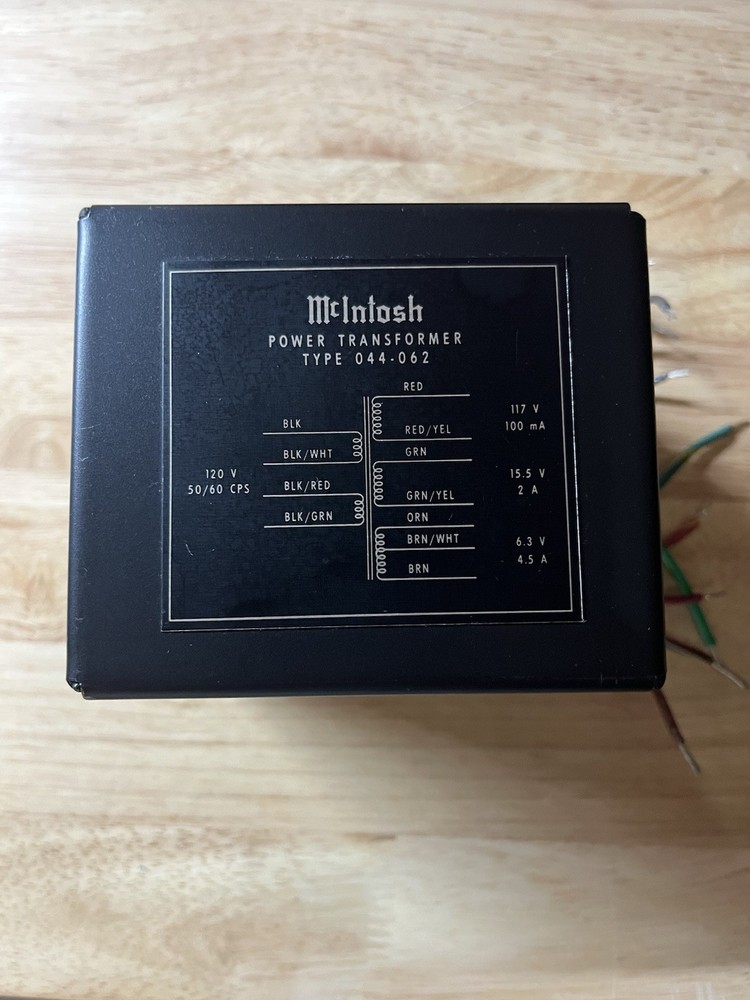 McIntosh
POWER TRANSFORMER
TYPE 044-062
RED
117 V
100 mA
BLK
RED/YEL
BLK/WHT
GRN
120 V
50/60 CPS
BLK/RED
15.5 V
2 A
GRN/YEL
BLK/GRN
ORN
BRN/WHT
6.3 V
4.5 A
BRN